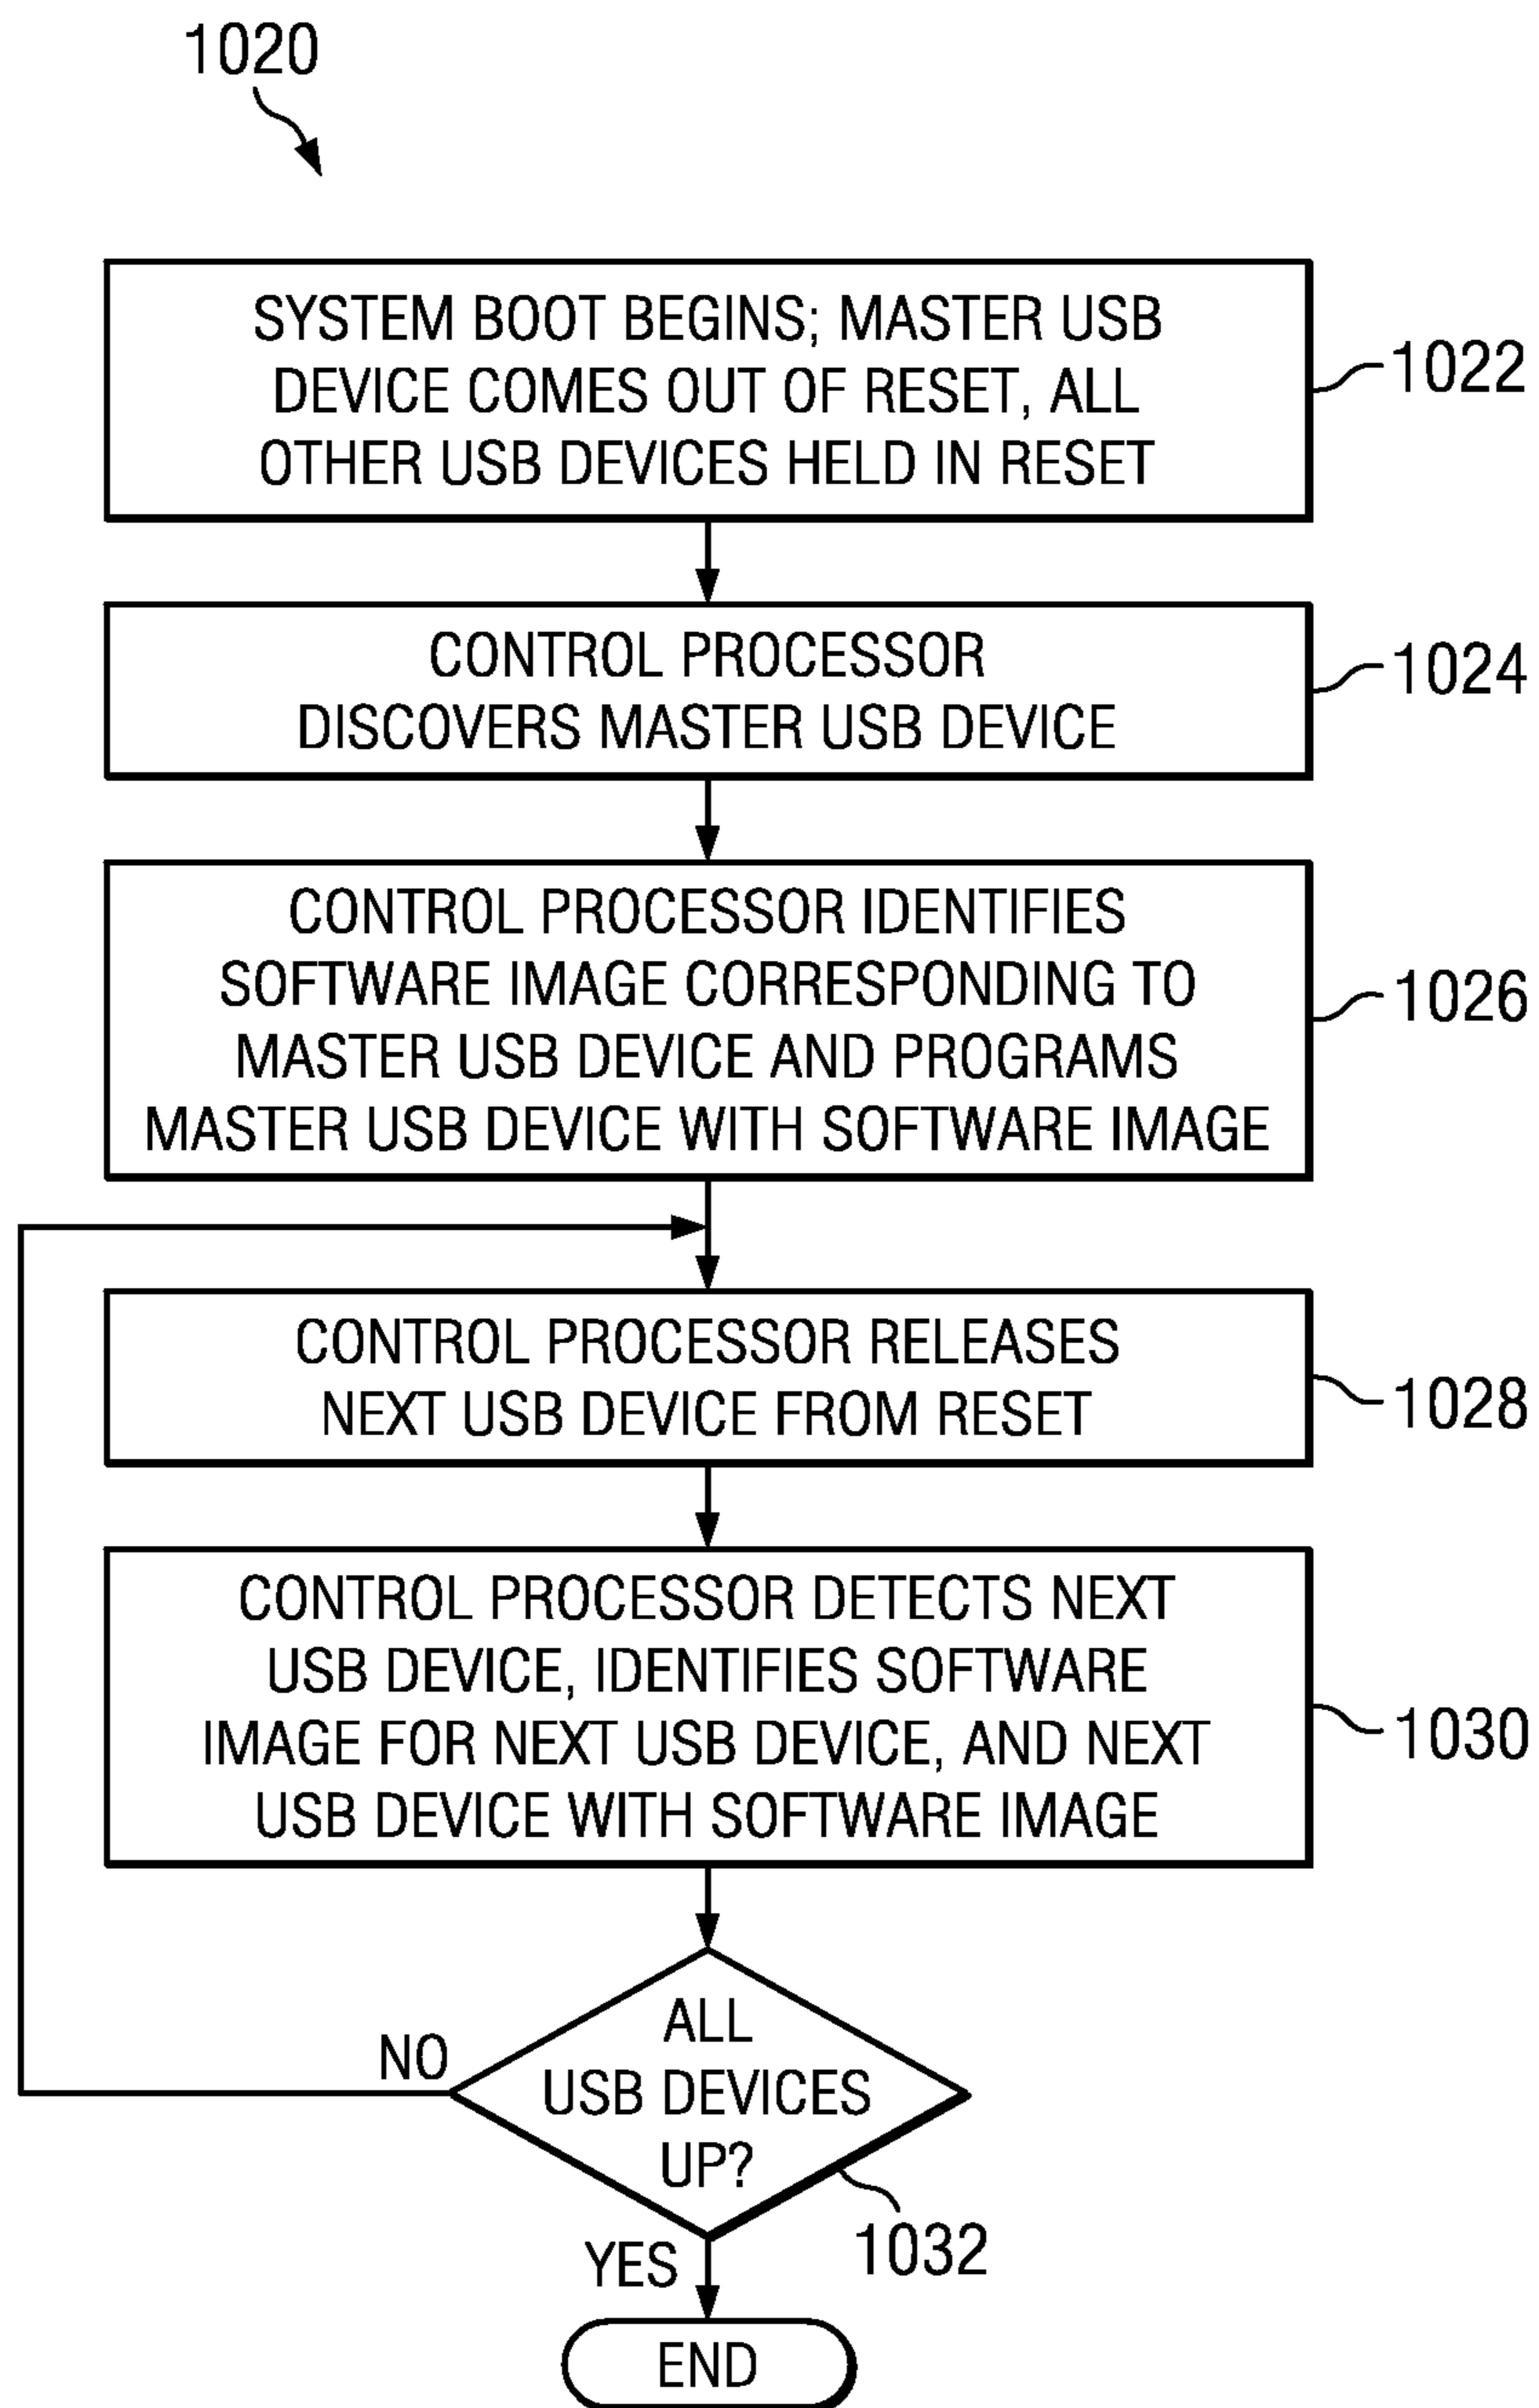 1020
SYSTEM BOOT BEGINS; MASTER USB
DEVICE COMES OUT OF RESET, ALL
OTHER USB DEVICES HELD IN RESET
1022
CONTROL PROCESSOR
DISCOVERS MASTER USB DEVICE
1024
CONTROL PROCESSOR IDENTIFIES
SOFTWARE IMAGE CORRESPONDING TO
MASTER USB DEVICE AND PROGRAMS
MASTER USB DEVICE WITH SOFTWARE IMAGE
1026
CONTROL PROCESSOR RELEASES
NEXT USB DEVICE FROM RESET
1028
CONTROL PROCESSOR DETECTS NEXT
USB DEVICE, IDENTIFIES SOFTWARE
IMAGE FOR NEXT USB DEVICE, AND NEXT
USB DEVICE WITH SOFTWARE IMAGE
1030
ALL
USB DEVICES
UP?
NO
1032
YES
END